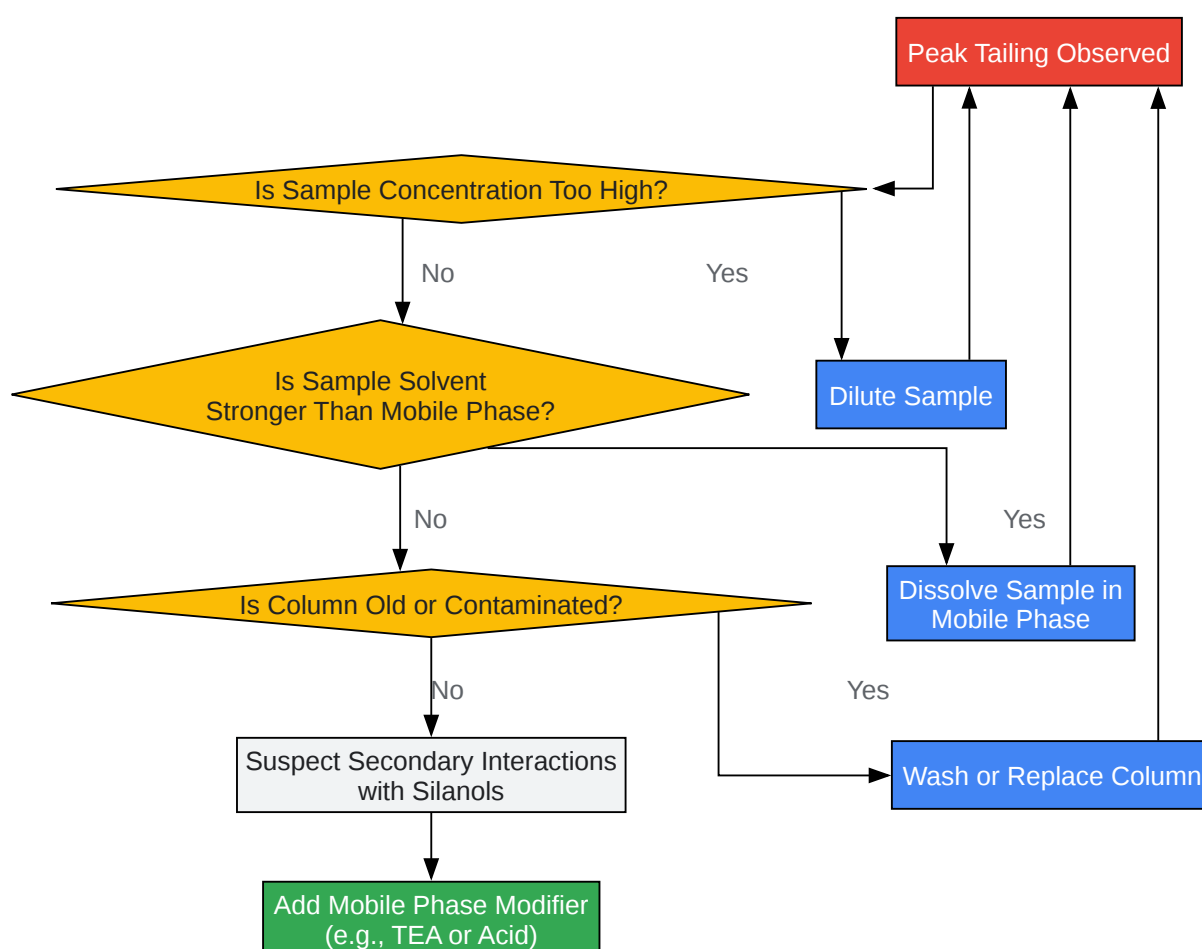 Peak Tailing Observed
Is Sample Concentration Too High?
No
Yes
Is Sample Solvent
Stronger Than Mobile Phase?
Dilute Sample
No
Yes
Is Column Old or Contaminated?
Dissolve Sample in
Mobile Phase
No
Yes
Suspect Secondary Interactions
with Silanols
Wash or Replace Column
Add Mobile Phase Modifier
(e.g., TEA or Acid)